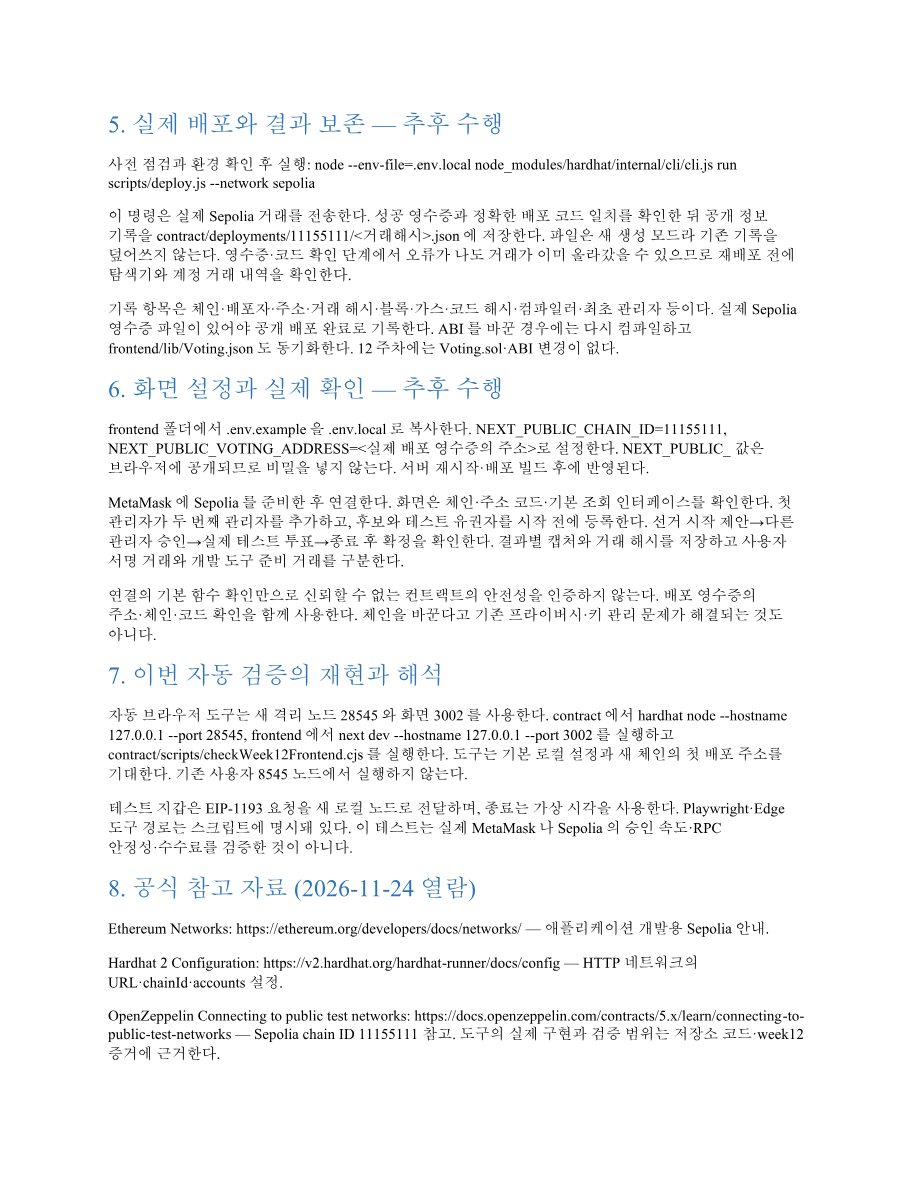 5. 실제 배포와 결과 보존 — 추후 수행
사전 점검과 환경 확인 후 실행: node --env-file=.env.local node_modules/hardhat/internal/cli/cli.js run
scripts/deploy.js --network sepolia
이 명령은 실제 Sepolia 거래를 전송한다. 성공 영수증과 정확한 배포 코드 일치를 확인한 뒤 공개 정보
기록을 contract/deployments/11155111/<거래해시>.json 에 저장한다. 파일은 새 생성 모드라 기존 기록을
덮어쓰지 않는다. 영수증·코드 확인 단계에서 오류가 나도 거래가 이미 올라갔을 수 있으므로 재배포 전에
탐색기와 계정 거래 내역을 확인한다.
기록 항목은 체인·배포자·주소·거래 해시·블록·가스·코드 해시·컴파일러·최초 관리자 등이다. 실제 Sepolia
영수증 파일이 있어야 공개 배포 완료로 기록한다. ABI 를 바꾼 경우에는 다시 컴파일하고
frontend/lib/Voting.json 도 동기화한다. 12 주차에는 Voting.sol·ABI 변경이 없다.
6. 화면 설정과 실제 확인 — 추후 수행
frontend 폴더에서 .env.example 을 .env.local 로 복사한다. NEXT_PUBLIC_CHAIN_ID=11155111,
NEXT_PUBLIC_VOTING_ADDRESS=<실제 배포 영수증의 주소>로 설정한다. NEXT_PUBLIC_ 값은
브라우저에 공개되므로 비밀을 넣지 않는다. 서버 재시작·배포 빌드 후에 반영된다.
MetaMask 에 Sepolia 를 준비한 후 연결한다. 화면은 체인·주소 코드·기본 조회 인터페이스를 확인한다. 첫
관리자가 두 번째 관리자를 추가하고, 후보와 테스트 유권자를 시작 전에 등록한다. 선거 시작 제안→다른
관리자 승인→실제 테스트 투표→종료 후 확정을 확인한다. 결과별 캡처와 거래 해시를 저장하고 사용자
서명 거래와 개발 도구 준비 거래를 구분한다.
연결의 기본 함수 확인만으로 신뢰할 수 없는 컨트랙트의 안전성을 인증하지 않는다. 배포 영수증의
주소·체인·코드 확인을 함께 사용한다. 체인을 바꾼다고 기존 프라이버시·키 관리 문제가 해결되는 것도
아니다.
7. 이번 자동 검증의 재현과 해석
자동 브라우저 도구는 새 격리 노드 28545 와 화면 3002 를 사용한다. contract 에서 hardhat node --hostname
127.0.0.1 --port 28545, frontend 에서 next dev --hostname 127.0.0.1 --port 3002 를 실행하고
contract/scripts/checkWeek12Frontend.cjs 를 실행한다. 도구는 기본 로컬 설정과 새 체인의 첫 배포 주소를
기대한다. 기존 사용자 8545 노드에서 실행하지 않는다.
테스트 지갑은 EIP-1193 요청을 새 로컬 노드로 전달하며, 종료는 가상 시각을 사용한다. Playwright·Edge
도구 경로는 스크립트에 명시돼 있다. 이 테스트는 실제 MetaMask 나 Sepolia 의 승인 속도·RPC
안정성·수수료를 검증한 것이 아니다.
8. 공식 참고 자료 (2026-11-24 열람)
Ethereum Networks: https://ethereum.org/developers/docs/networks/ — 애플리케이션 개발용 Sepolia 안내.
Hardhat 2 Configuration: https://v2.hardhat.org/hardhat-runner/docs/config — HTTP 네트워크의
URL·chainId·accounts 설정.
OpenZeppelin Connecting to public test networks: https://docs.openzeppelin.com/contracts/5.x/learn/connecting-to-
public-test-networks — Sepolia chain ID 11155111 참고. 도구의 실제 구현과 검증 범위는 저장소 코드·week12
증거에 근거한다.